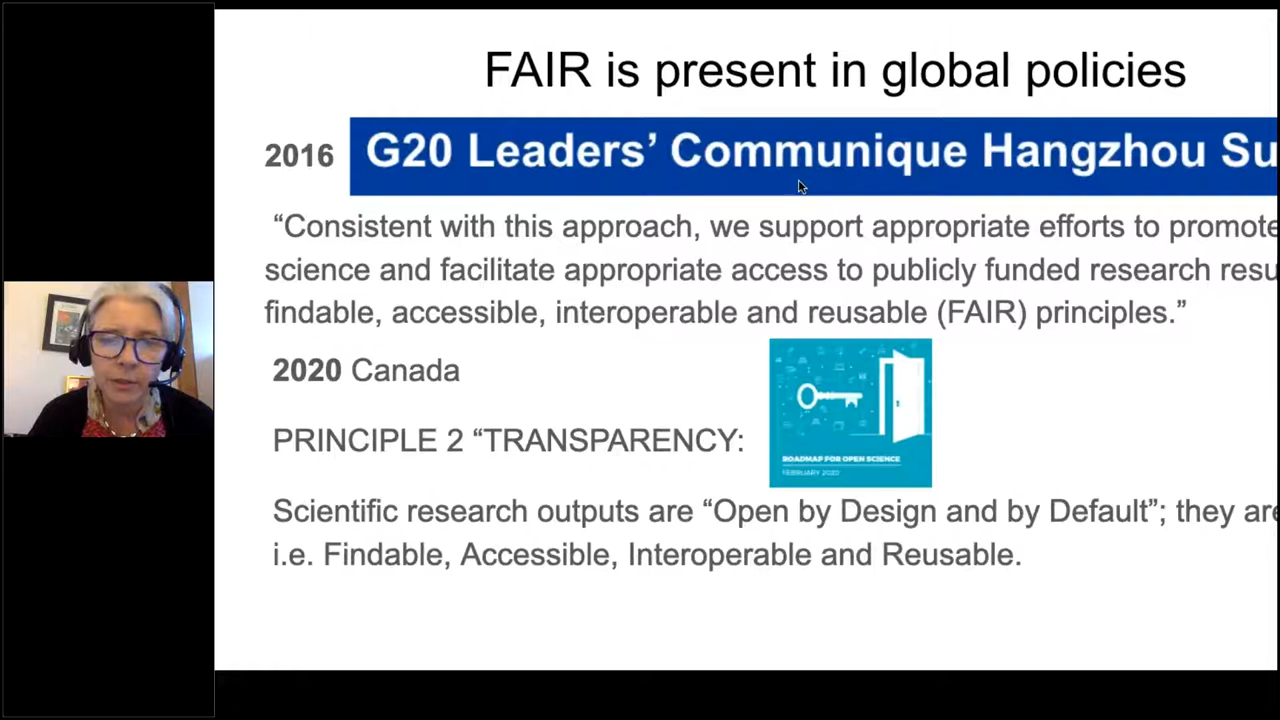 FAIR is present in global policies
2016 G20 Leaders’ Communique Hangzhou Su
“Consistent with this approach, we support appropriate efforts to promote
science and facilitate appropriate access to publicly funded research resu
findable, accessible, interoperable and reusable (FAIR) principles.”
2020 Canada
PRINCIPLE 2 “TRANSPARENCY:
ROADMAP FOR OPEN SCIENCE
FEBRUARY 2020
Scientific research outputs are “Open by Design and by Default”; they are
i.e. Findable, Accessible, Interoperable and Reusable.